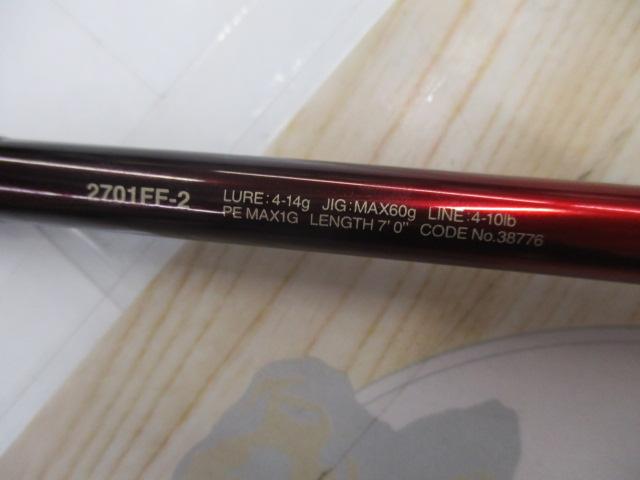 2701FF-2
LURE:4-14g JIG:MAX60g LINE:4-10lb
PE MAX1G LENGTH 7'0" CODE No.38776